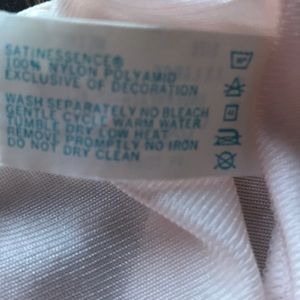 SATINESSENCE®
100% NYLON POLYAMID
EXCLUSIVE OF DECORATION
WASH SEPARATELY NO BLEACH
GENTLE CYCLE WARM WATER
TUMBLE DRY LOW HEAT
REMOVE PROMPTLY NO IRON
DO NOT DRY CLEAN